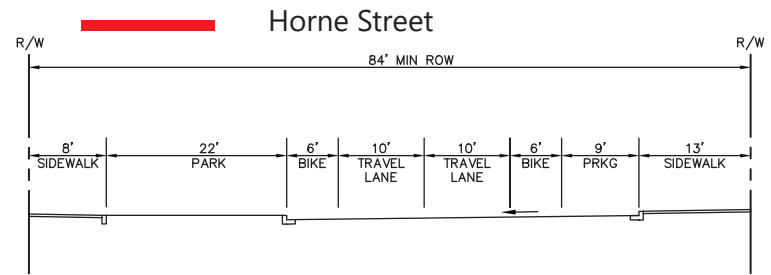 Horne Street
R/W R/W
84' MIN ROW
8' 22' 6' 10' 10' 6' 9' 13'
SIDEWALK PARK BIKE TRAVEL TRAVEL BIKE PRKG SIDEWALK
LANE LANE